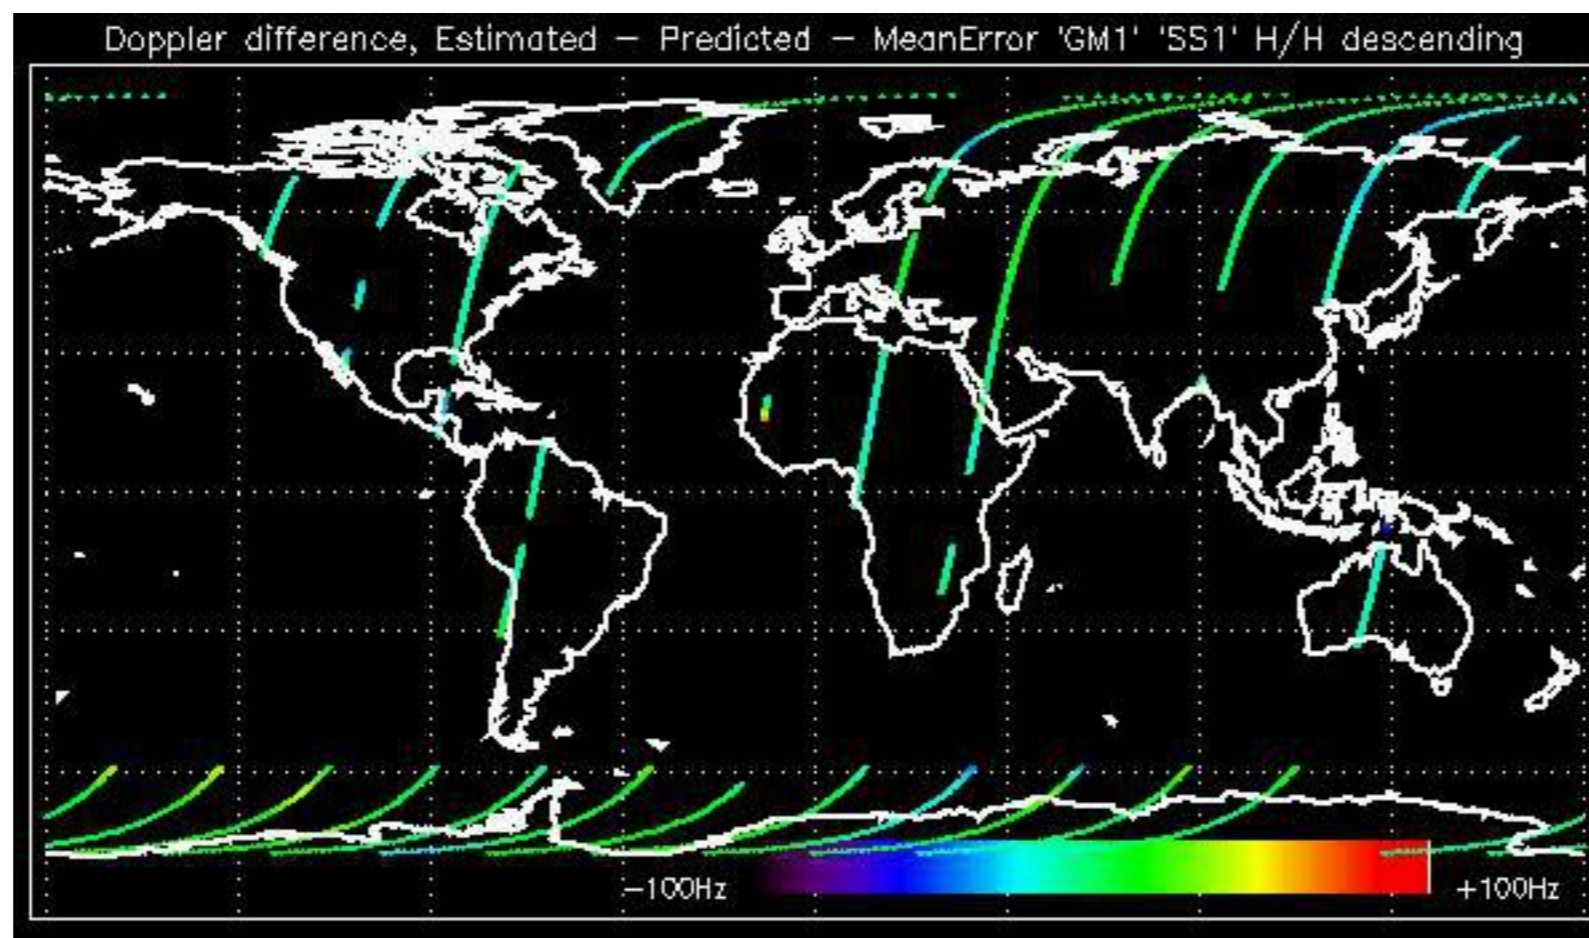 Doppler difference, Estimated – Predicted – MeanError 'GM1' 'SS1' H/H descending
–100Hz +100Hz